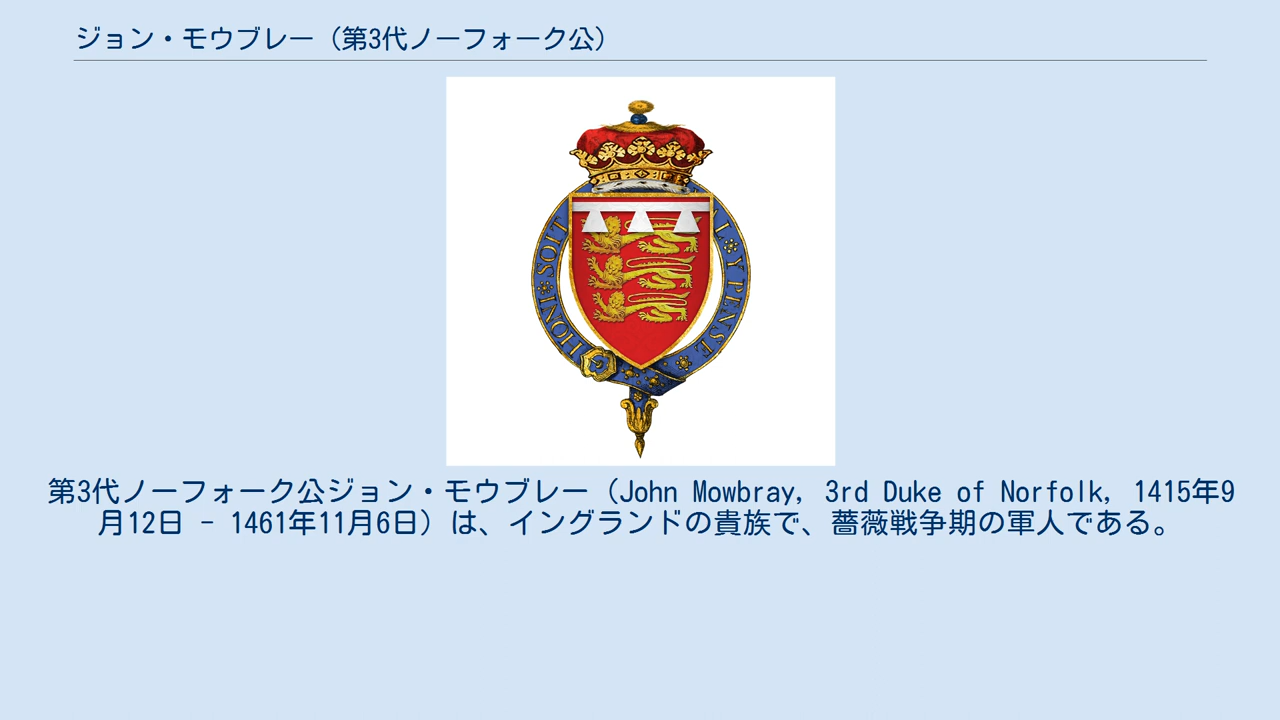 ジョン・モウブレー（第3代ノーフォーク公）
HONI SOIT
L Y PENSE
第3代ノーフォーク公ジョン・モウブレー（John Mowbray, 3rd Duke of Norfolk, 1415年9
月12日 - 1461年11月6日）は、イングランドの貴族で、薔薇戦争期の軍人である。